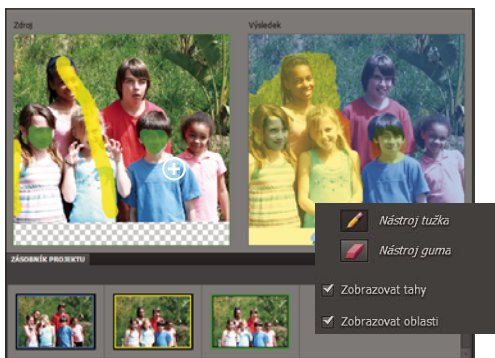 Zdroj
Výsledek
Nástroj tužka
Nástroj guma
ZÁSOBNÍK PROJEKTU
Zobrazovat tahy
Zobrazovat oblasti